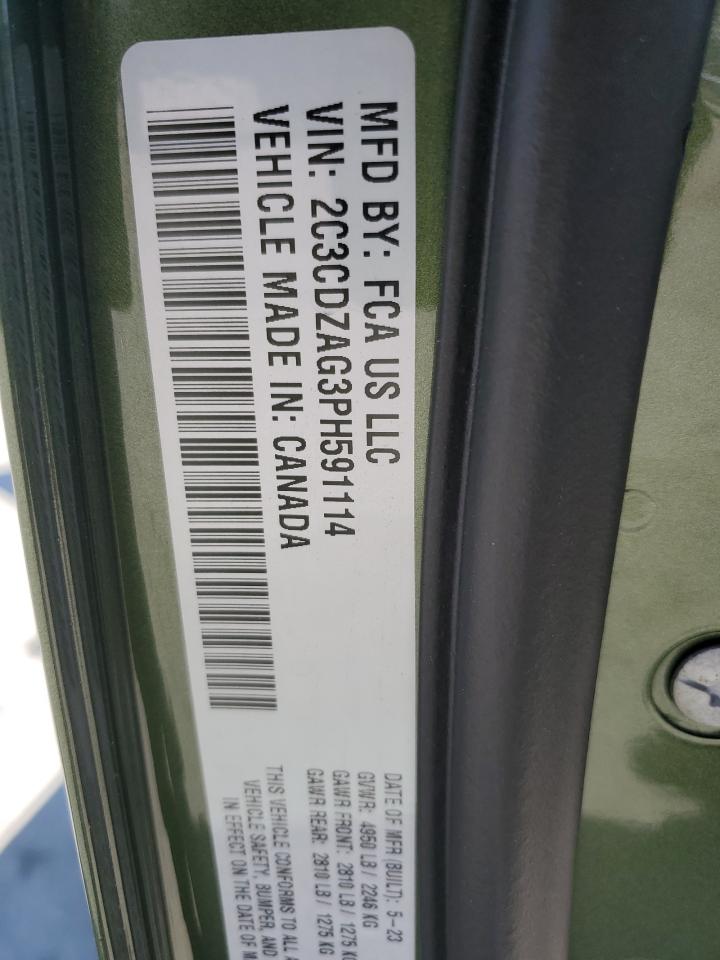 MFD BY: FCA US LLC
VIN: 2C3CDZAG3PH591114
VEHICLE MADE IN: CANADA
DATE OF MFR (BUILT): 5-23
GVWR: 4950 LB / 2246 KG
GAWR FRONT: 2810 LB / 1275 KG
GAWR REAR: 2810 LB / 1275 KG
THIS VEHICLE CONFORMS TO ALL
VEHICLE SAFETY, BUMPER, AND
IN EFFECT ON THE DATE OF